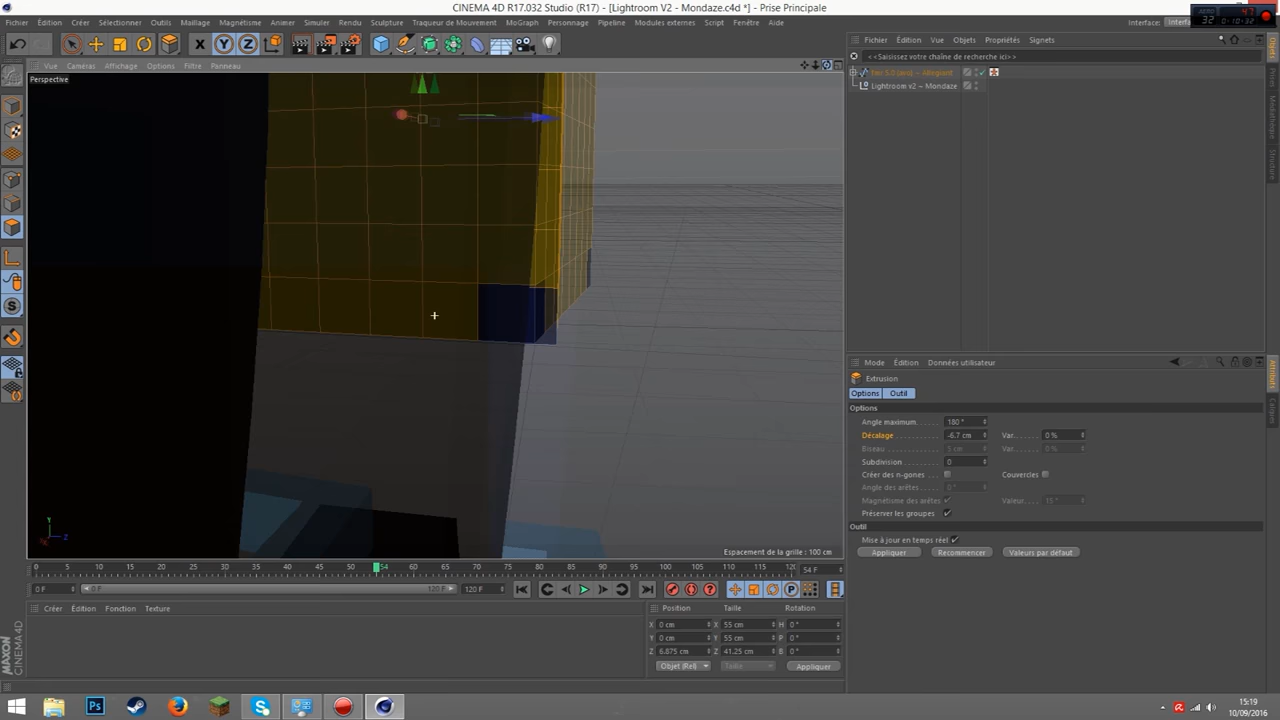 CINEMA 4D R17.032 Studio (R17) - [Lightroom V2 - Mondaze.c4d *] - Prise Principale
Fichier Édition Créer Sélectionner Outils Maillage Magnétisme Animer Simuler Rendu Sculpture Traqueur de Mouvement MoGraph Personnage Pipeline Modules externes Script Fenêtre Aide Interface:
Fichier Édition Vue Objets Propriétés Signets
<<Saisissez votre chaîne de recherche ici>>
Vue Caméras Affichage Options Filtre Panneau
Perspective
Lightroom v2 – Mondaze
Mode Édition Données utilisateur
Extrusion
Options Outil
Options
Angle maximum 180 °
Décalage -6.7 cm Var. 0 %
Biseau 5 cm Var. 0 %
Subdivision 0
Créer des n-gones Couvercles
Angle des arêtes 0 °
Magnétisme des arêtes Valeur 15 °
Préserver les groupes
Outil
Mise à jour en temps réel
Appliquer Recommencer Valeurs par défaut
Espacement de la grille : 100 cm
0 5 10 15 20 25 30 35 40 45 50 54 60 65 70 75 80 85 90 95 100 105 110 115 120 54 F
0 F 0 F 120 F 120 F
Créer Édition Fonction Texture
Position Taille Rotation
X 0 cm X 55 cm H 0 °
Y 0 cm Y 55 cm P 0 °
Z 6.875 cm Z 41.25 cm B 0 °
Objet (Rel) Taille Appliquer
MAXON
CINEMA 4D
15:19
10/09/2016